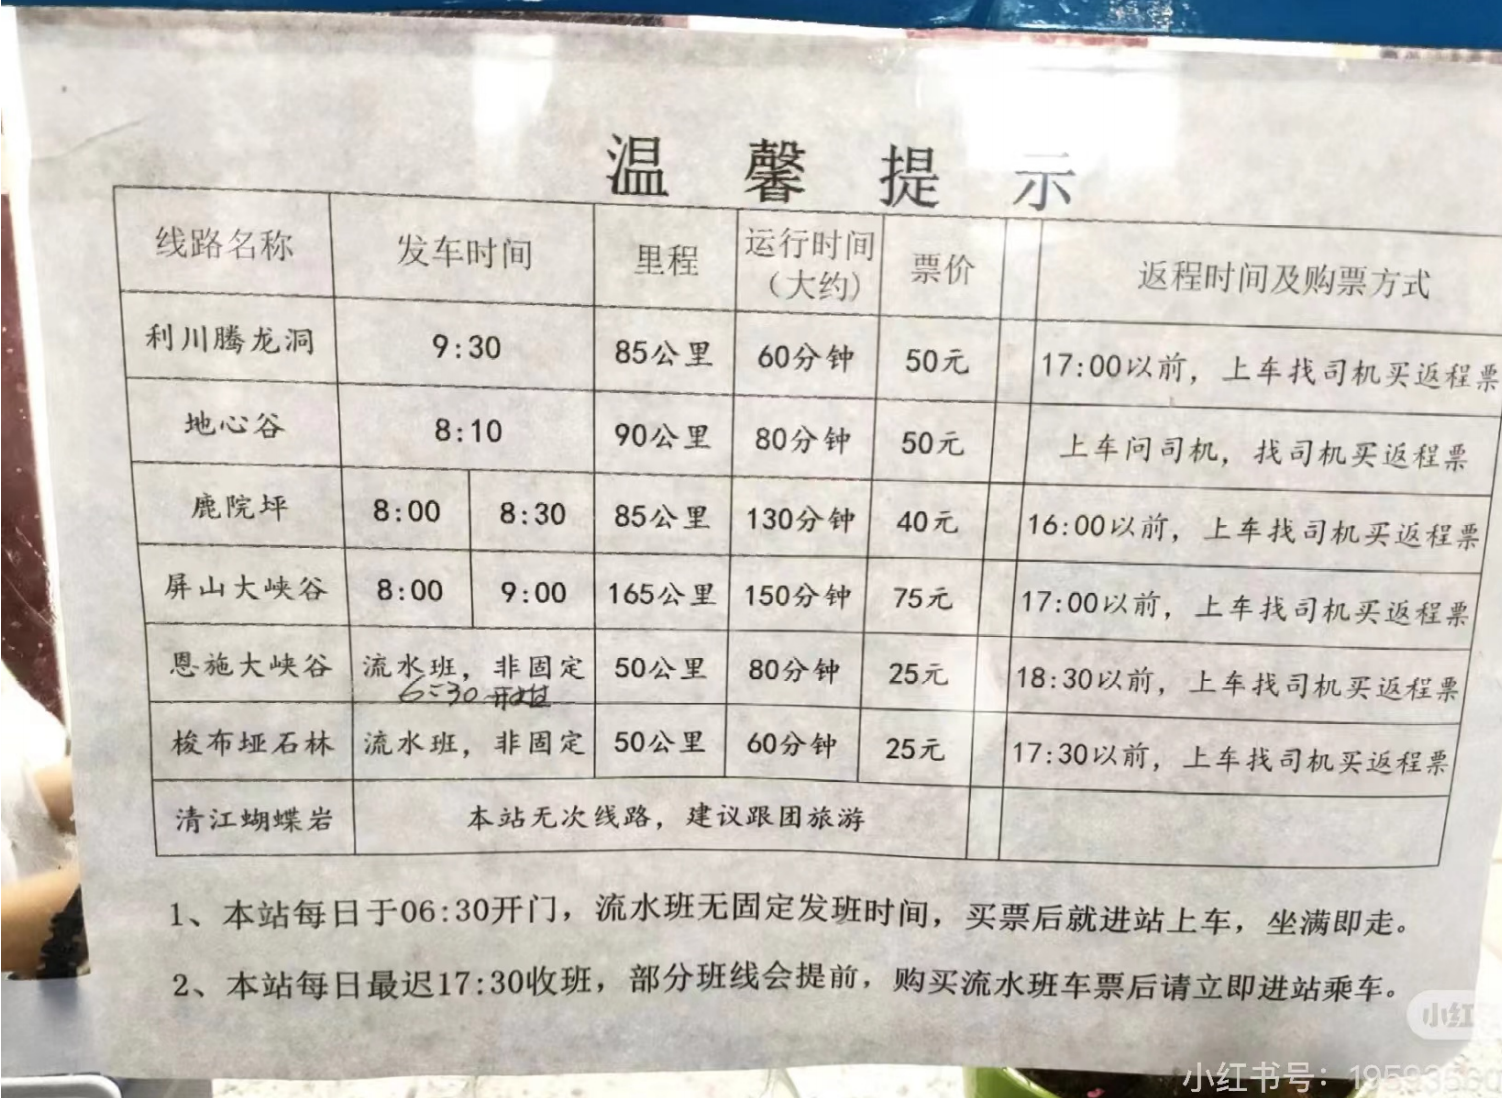 温馨提示
线路名称 发车时间 里程 运行时间（大约） 票价 返程时间及购票方式
利川腾龙洞 9:30 85公里 60分钟 50元 17:00以前，上车找司机买返程票
地心谷 8:10 90公里 80分钟 50元 上车问司机，找司机买返程票
鹿院坪 8:00 8:30 85公里 130分钟 40元 16:00以前，上车找司机买返程票
屏山大峡谷 8:00 9:00 165公里 150分钟 75元 17:00以前，上车找司机买返程票
恩施大峡谷 流水班，非固定 50公里 80分钟 25元 18:30以前，上车找司机买返程票
6:30
梭布垭石林 流水班，非固定 50公里 60分钟 25元 17:30以前，上车找司机买返程票
清江蝴蝶岩 本站无次线路，建议跟团旅游
1、本站每日于06:30开门，流水班无固定发班时间，买票后就进站上车，坐满即走。
2、本站每日最迟17:30收班，部分班线会提前，购买流水班车票后请立即进站乘车。
小红
小红书号：1959356